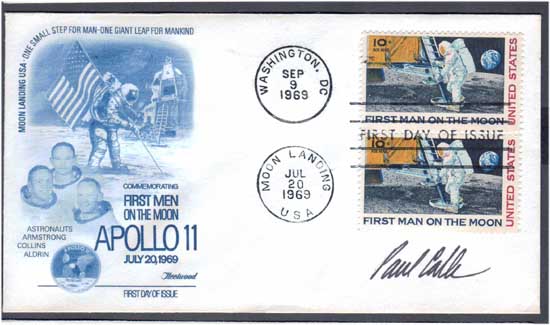 MOON LANDING USA · ONE SMALL STEP FOR MAN-ONE GIANT LEAP FOR MANKIND
COMMEMORATING
FIRST MEN
ON THE MOON
APOLLO 11
JULY 20, 1969
Fleetwood
FIRST DAY OF ISSUE
ASTRONAUTS
ARMSTRONG
COLLINS
ALDRIN
WASHINGTON, DC
SEP
9
1969
MOON LANDING
JUL
20
1969
USA
10¢
FIRST MAN ON THE MOON
UNITED STATES
FIRST DAY OF ISSUE
10¢
FIRST MAN ON THE MOON
UNITED STATES
Paul Calle